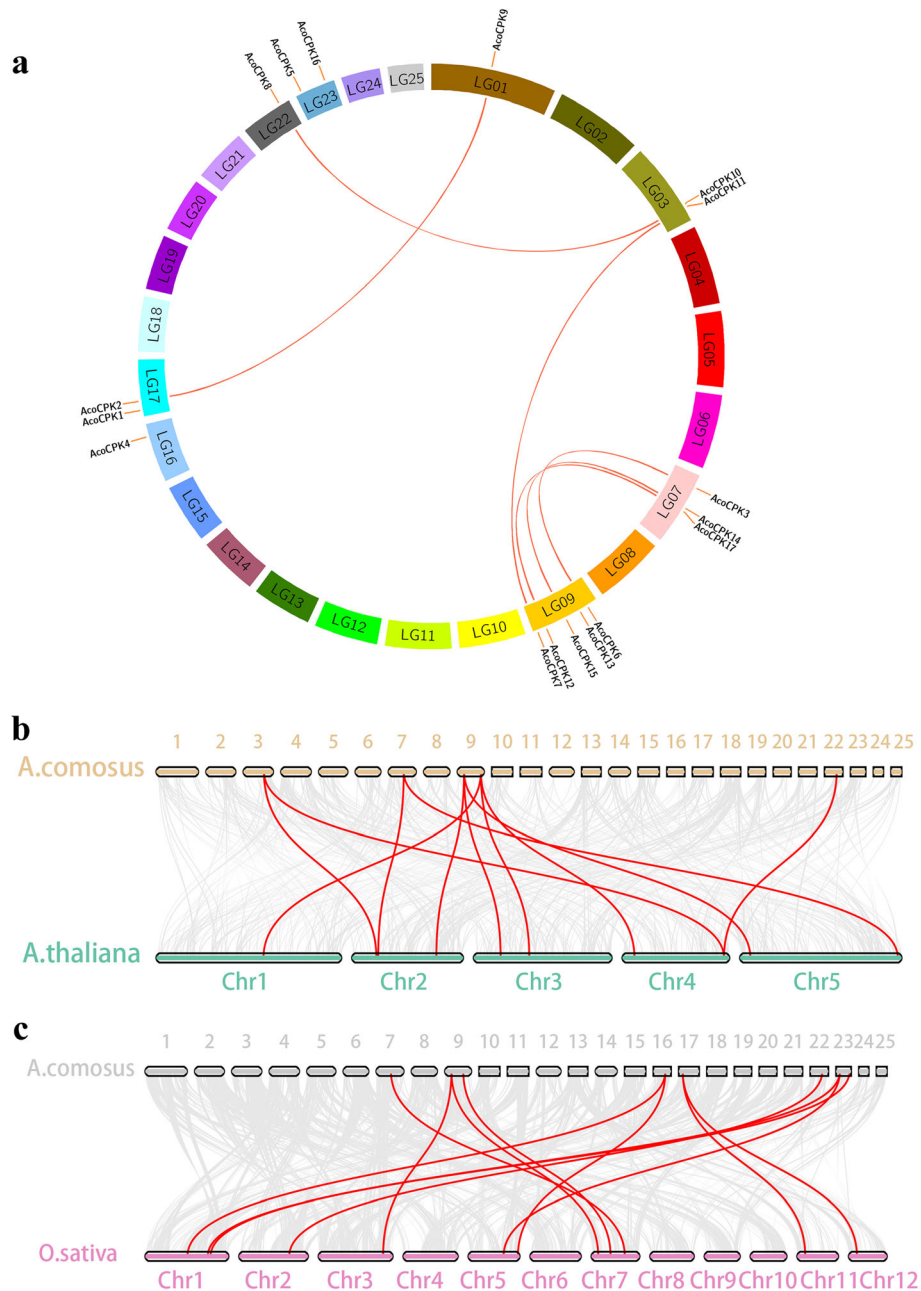 a
AcoCPK9
AcoCPK16
AcoCPK5
AcoCPK8
LG22
LG23
LG24
LG25
LG01
LG02
LG03
AcoCPK10
AcoCPK11
LG21
LG20
LG19
LG18
LG17
LG16
LG15
LG14
LG13
LG12
LG11
LG10
LG09
LG08
LG07
LG06
LG05
LG04
AcoCPK2
AcoCPK1
AcoCPK4
AcoCPK3
AcoCPK14
AcoCPK17
AcoCPK6
AcoCPK13
AcoCPK15
AcoCPK12
AcoCPK7
b
1 2 3 4 5 6 7 8 9 10 11 12 13 14 15 16 17 18 19 20 21 22 23 24 25
A.comosus
A.thaliana
Chr1 Chr2 Chr3 Chr4 Chr5
c
1 2 3 4 5 6 7 8 9 10 11 12 13 14 15 16 17 18 19 20 21 22 23 24 25
A.comosus
O.sativa
Chr1 Chr2 Chr3 Chr4 Chr5 Chr6 Chr7 Chr8 Chr9 Chr10 Chr11 Chr12